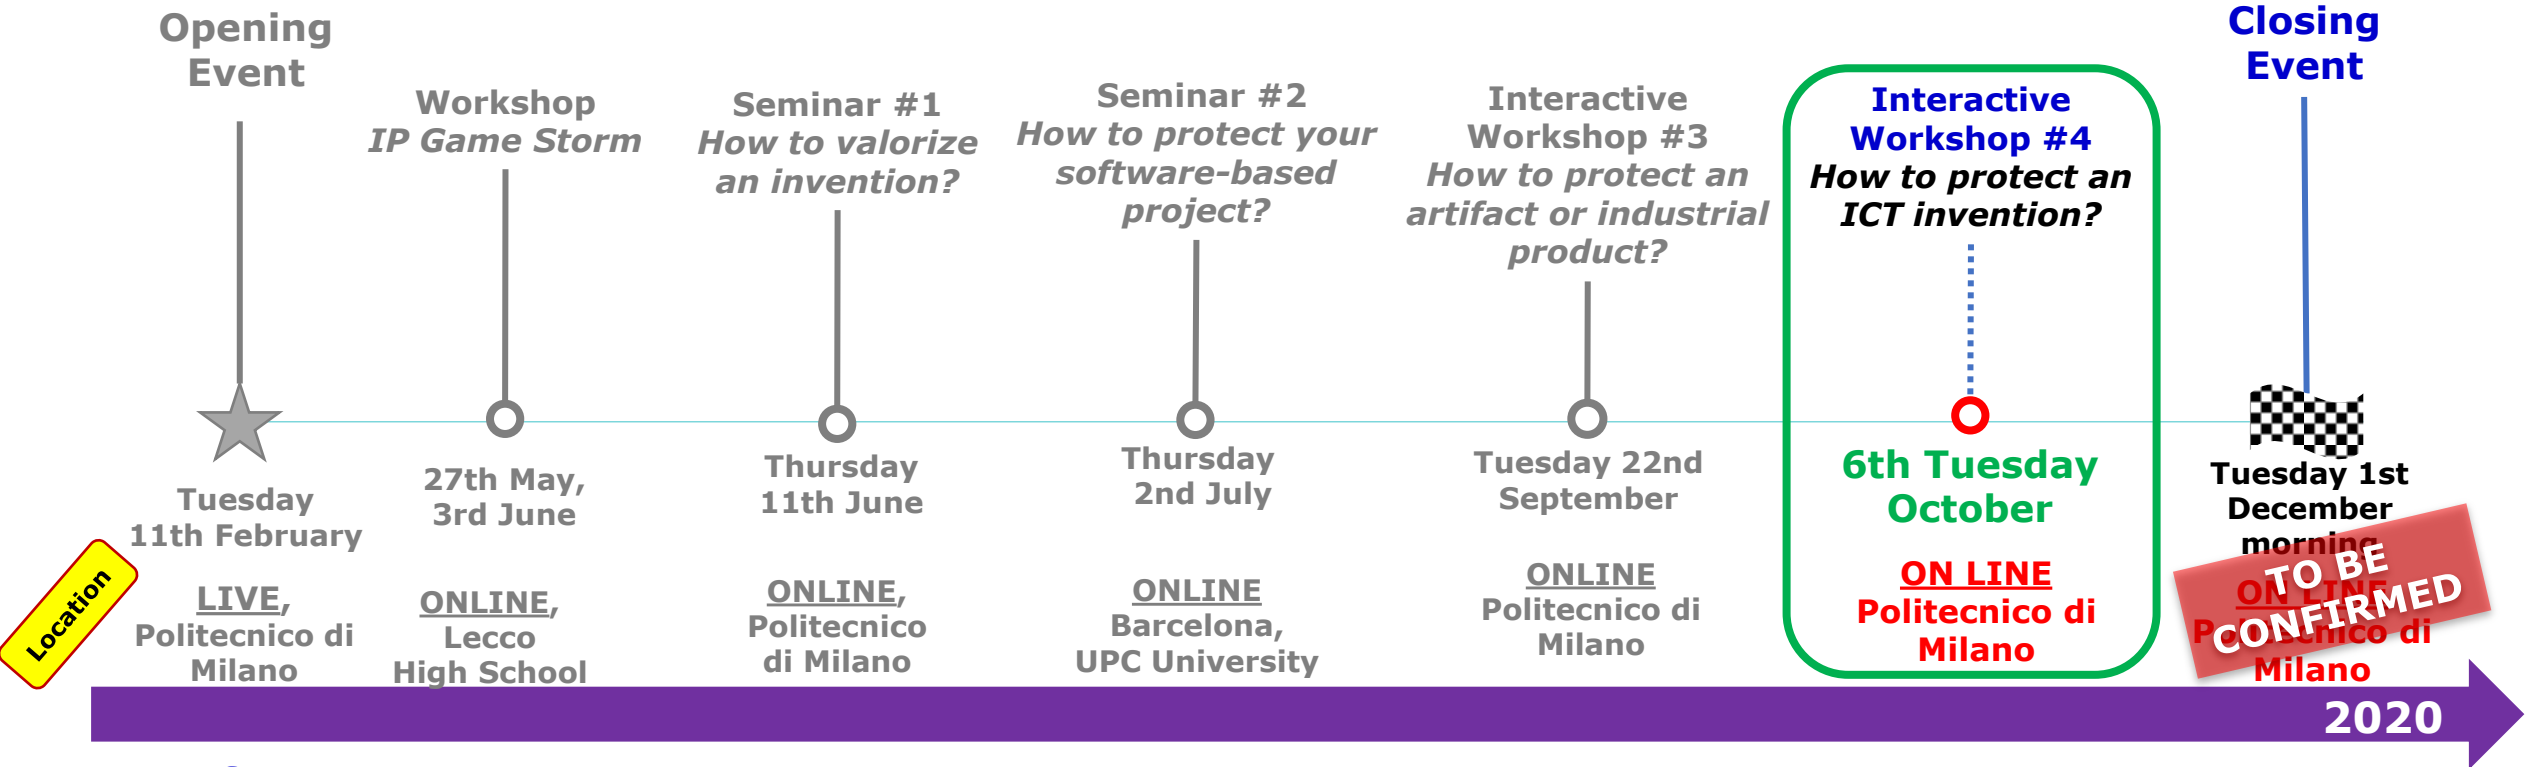 Opening
Event
Workshop
IP Game Storm
Seminar #1
How to valorize
an invention?
Seminar #2
How to protect your
software-based
project?
Interactive
Workshop #3
How to protect an
artifact or industrial
product?
Interactive
Workshop #4
How to protect an
ICT invention?
Closing
Event
Tuesday
11th February
27th May,
3rd June
Thursday
11th June
Thursday
2nd July
Tuesday 22nd
September
6th Tuesday
October
Tuesday 1st
December
morning
Location
LIVE,
Politecnico di
Milano
ONLINE,
Lecco
High School
ONLINE,
Politecnico
di Milano
ONLINE
Barcelona,
UPC University
ONLINE
Politecnico di
Milano
ON LINE
Politecnico di
Milano
ON LINE
Politecnico di
Milano
TO BE
CONFIRMED
2020